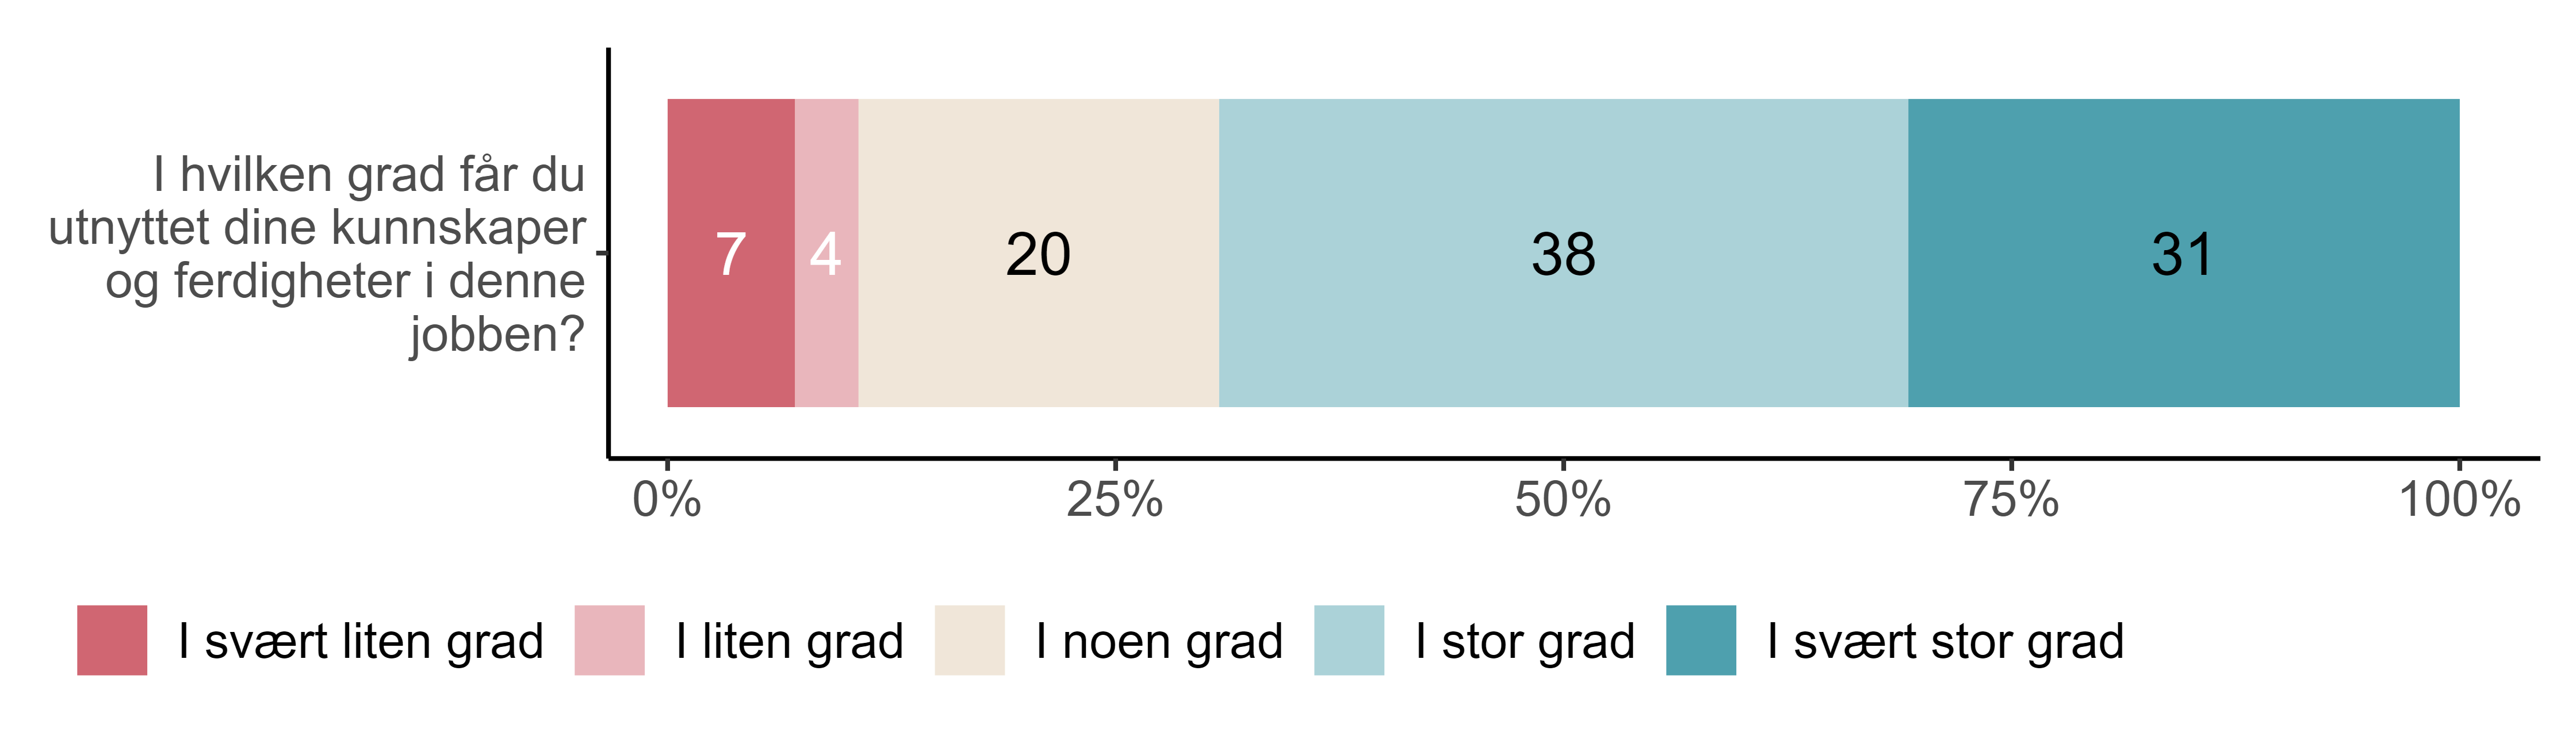 I hvilken grad får du
utnyttet dine kunnskaper
og ferdigheter i denne
jobben?
7 4 20 38 31
0% 25% 50% 75% 100%
I svært liten grad I liten grad I noen grad I stor grad I svært stor grad